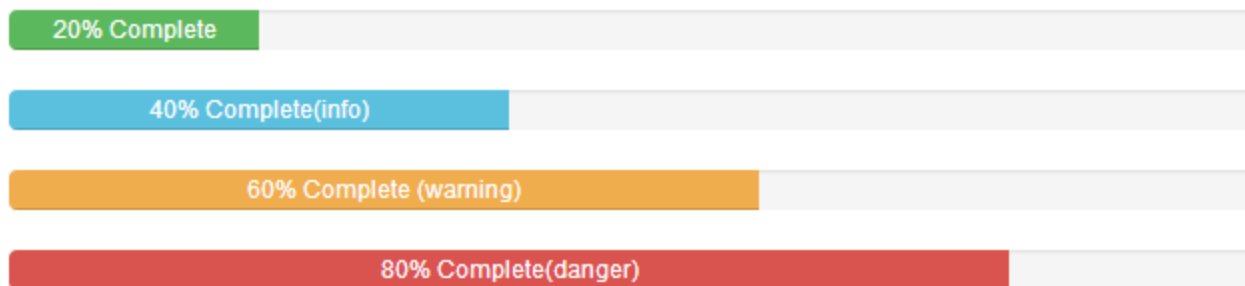 20% Complete
40% Complete(info)
60% Complete (warning)
80% Complete(danger)